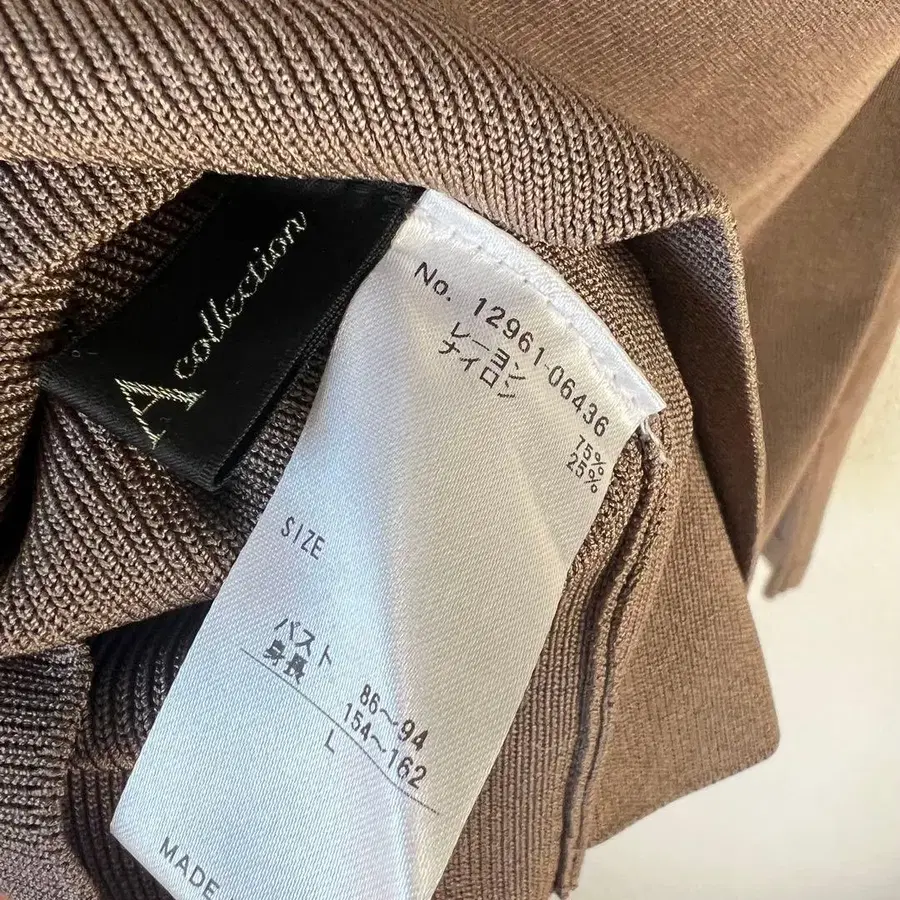 A collection
No. 12961-06436
レーヨン 75%
ナイロン 25%
SIZE
バスト 86~94
身長 154~162
L
MADE